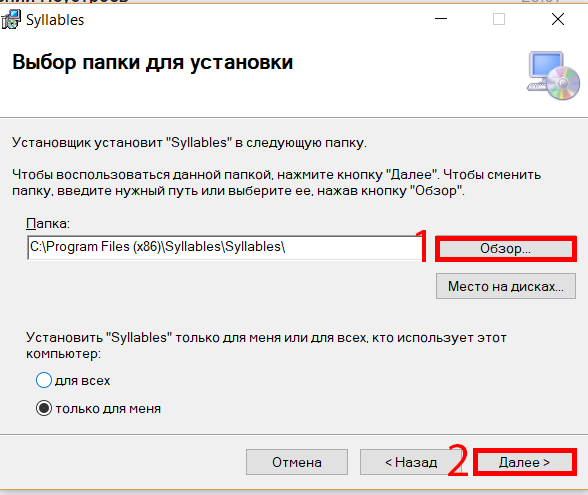 Syllables
Выбор папки для установки
Установщик установит "Syllables" в следующую папку.
Чтобы воспользоваться данной папкой, нажмите кнопку "Далее". Чтобы сменить
папку, введите нужный путь или выберите ее, нажав кнопку "Обзор".
Папка:
C:\Program Files (x86)\Syllables\Syllables\
1
Обзор...
Место на дисках...
Установить "Syllables" только для меня или для всех, кто использует этот
компьютер:
для всех
только для меня
Отмена
< Назад
2
Далее >